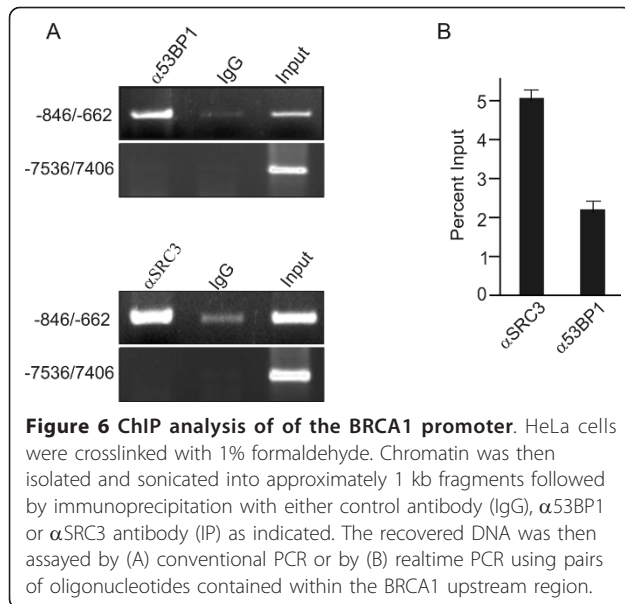 A
α53BP1
IgG
Input
-846/-662
-7536/7406
αSRC3
IgG
Input
-846/-662
-7536/7406
B
Percent Input
5
4
3
2
1
0
αSRC3
α53BP1
Figure 6 ChIP analysis of of the BRCA1 promoter. HeLa cells
were crosslinked with 1% formaldehyde. Chromatin was then
isolated and sonicated into approximately 1 kb fragments followed
by immunoprecipitation with either control antibody (IgG), α53BP1
or αSRC3 antibody (IP) as indicated. The recovered DNA was then
assayed by (A) conventional PCR or by (B) realtime PCR using pairs
of oligonucleotides contained within the BRCA1 upstream region.